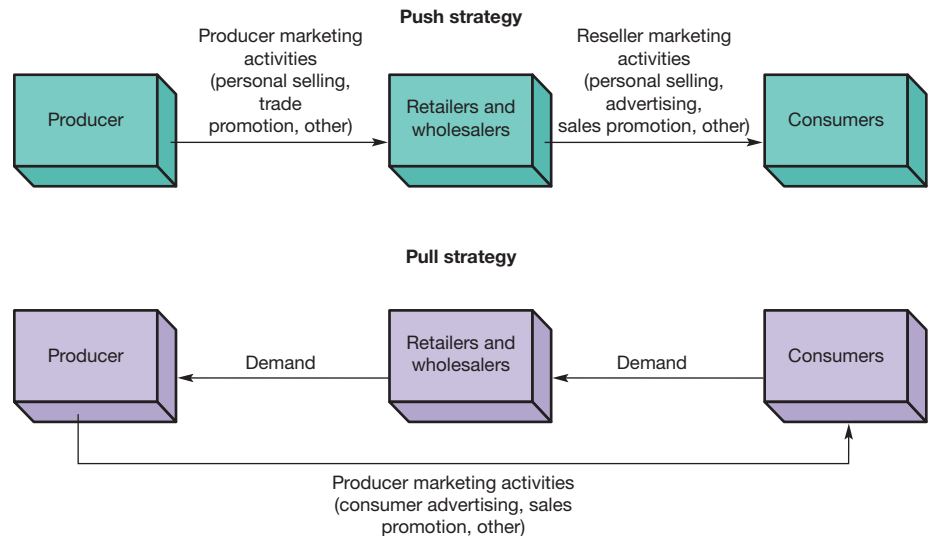 Push strategy
Producer marketing
activities
(personal selling,
trade
promotion, other)
Reseller marketing
activities
(personal selling,
advertising,
sales promotion, other)
Producer
Retailers and
wholesalers
Consumers
Pull strategy
Producer
Demand
Retailers and
wholesalers
Demand
Consumers
Producer marketing activities
(consumer advertising, sales
promotion, other)